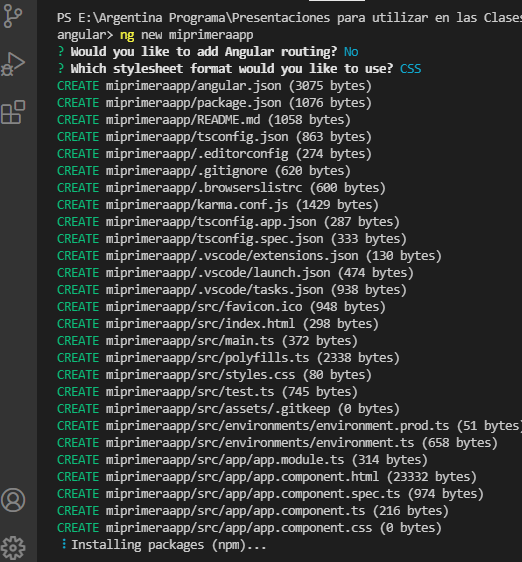 PS E:\Argentina Programa\Presentaciones para utilizar en las Clases
angular> ng new miprimeraapp
? Would you like to add Angular routing? No
? Which stylesheet format would you like to use? CSS
CREATE miprimeraapp/angular.json (3075 bytes)
CREATE miprimeraapp/package.json (1076 bytes)
CREATE miprimeraapp/README.md (1058 bytes)
CREATE miprimeraapp/tsconfig.json (863 bytes)
CREATE miprimeraapp/.editorconfig (274 bytes)
CREATE miprimeraapp/.gitignore (620 bytes)
CREATE miprimeraapp/.browserslistrc (600 bytes)
CREATE miprimeraapp/karma.conf.js (1429 bytes)
CREATE miprimeraapp/tsconfig.app.json (287 bytes)
CREATE miprimeraapp/tsconfig.spec.json (333 bytes)
CREATE miprimeraapp/.vscode/extensions.json (130 bytes)
CREATE miprimeraapp/.vscode/launch.json (474 bytes)
CREATE miprimeraapp/.vscode/tasks.json (938 bytes)
CREATE miprimeraapp/src/favicon.ico (948 bytes)
CREATE miprimeraapp/src/index.html (298 bytes)
CREATE miprimeraapp/src/main.ts (372 bytes)
CREATE miprimeraapp/src/polyfills.ts (2338 bytes)
CREATE miprimeraapp/src/styles.css (80 bytes)
CREATE miprimeraapp/src/test.ts (745 bytes)
CREATE miprimeraapp/src/assets/.gitkeep (0 bytes)
CREATE miprimeraapp/src/environments/environment.prod.ts (51 bytes)
CREATE miprimeraapp/src/environments/environment.ts (658 bytes)
CREATE miprimeraapp/src/app/app.module.ts (314 bytes)
CREATE miprimeraapp/src/app/app.component.html (23332 bytes)
CREATE miprimeraapp/src/app/app.component.spec.ts (974 bytes)
CREATE miprimeraapp/src/app/app.component.ts (216 bytes)
CREATE miprimeraapp/src/app/app.component.css (0 bytes)
⠸ Installing packages (npm)...